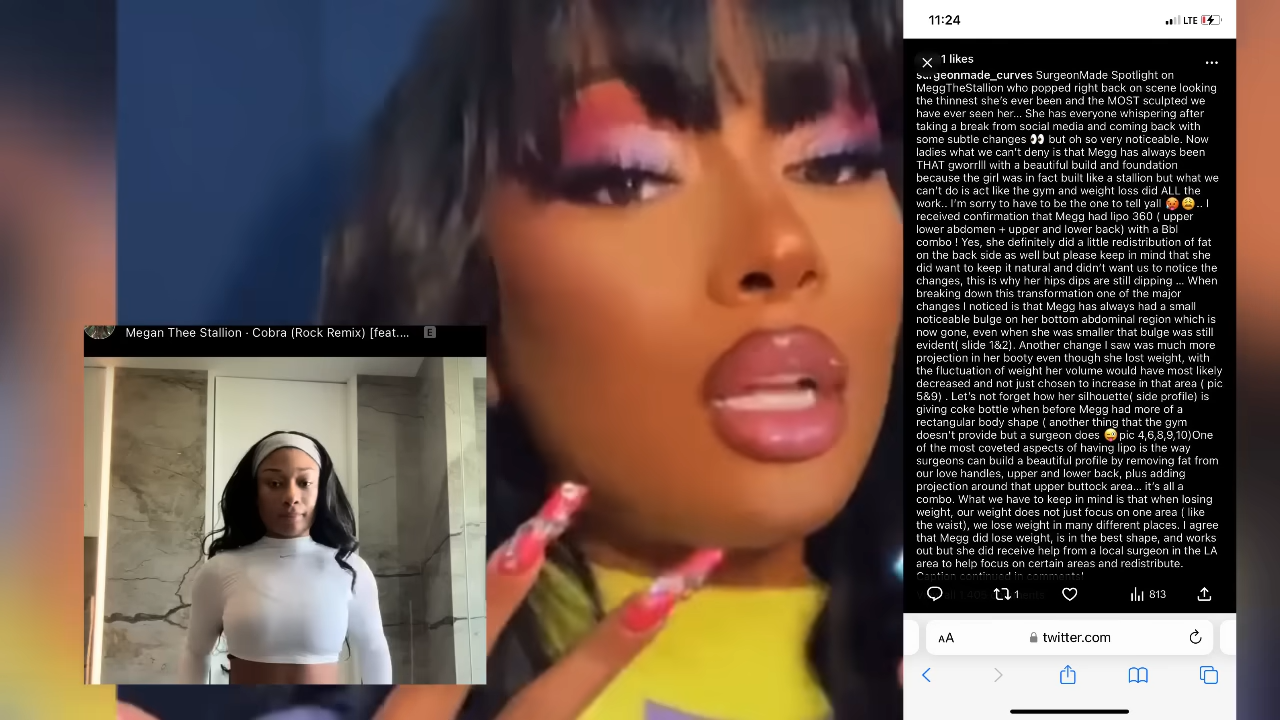 Megan Thee Stallion · Cobra (Rock Remix) [feat....
E
11:24
LTE
1 likes
surgeonmade_curves SurgeonMade Spotlight on
MeggTheStallion who popped right back on scene looking
the thinnest she's ever been and the MOST sculpted we
have ever seen her... She has everyone whispering after
taking a break from social media and coming back with
some subtle changes 👀 but oh so very noticeable. Now
ladies what we can't deny is that Megg has always been
THAT gworrlll with a beautiful build and foundation
because the girl was in fact built like a stallion but what we
can't do is act like the gym and weight loss did ALL the
work.. I'm sorry to have to be the one to tell yall 🥵😩.. I
received confirmation that Megg had lipo 360 ( upper
lower abdomen + upper and lower back) with a Bbl
combo ! Yes, she definitely did a little redistribution of fat
on the back side as well but please keep in mind that she
did want to keep it natural and didn't want us to notice the
changes, this is why her hips dips are still dipping ... When
breaking down this transformation one of the major
changes I noticed is that Megg has always had a small
noticeable bulge on her bottom abdominal region which is
now gone, even when she was smaller that bulge was still
evident( slide 1&2). Another change I saw was much more
projection in her booty even though she lost weight, with
the fluctuation of weight her volume would have most likely
decreased and not just chosen to increase in that area ( pic
5&9) . Let's not forget how her silhouette( side profile) is
giving coke bottle when before Megg had more of a
rectangular body shape ( another thing that the gym
doesn't provide but a surgeon does 😜 pic 4,6,8,9,10)One
of the most coveted aspects of having lipo is the way
surgeons can build a beautiful profile by removing fat from
our love handles, upper and lower back, plus adding
projection around that upper buttock area... it's all a
combo. What we have to keep in mind is that when losing
weight, our weight does not just focus on one area ( like
the waist), we lose weight in many different places. I agree
that Megg did lose weight, is in the best shape, and works
out but she did receive help from a local surgeon in the LA
area to help focus on certain areas and redistribute.
Caption continued in comments!
1
813
AA
twitter.com